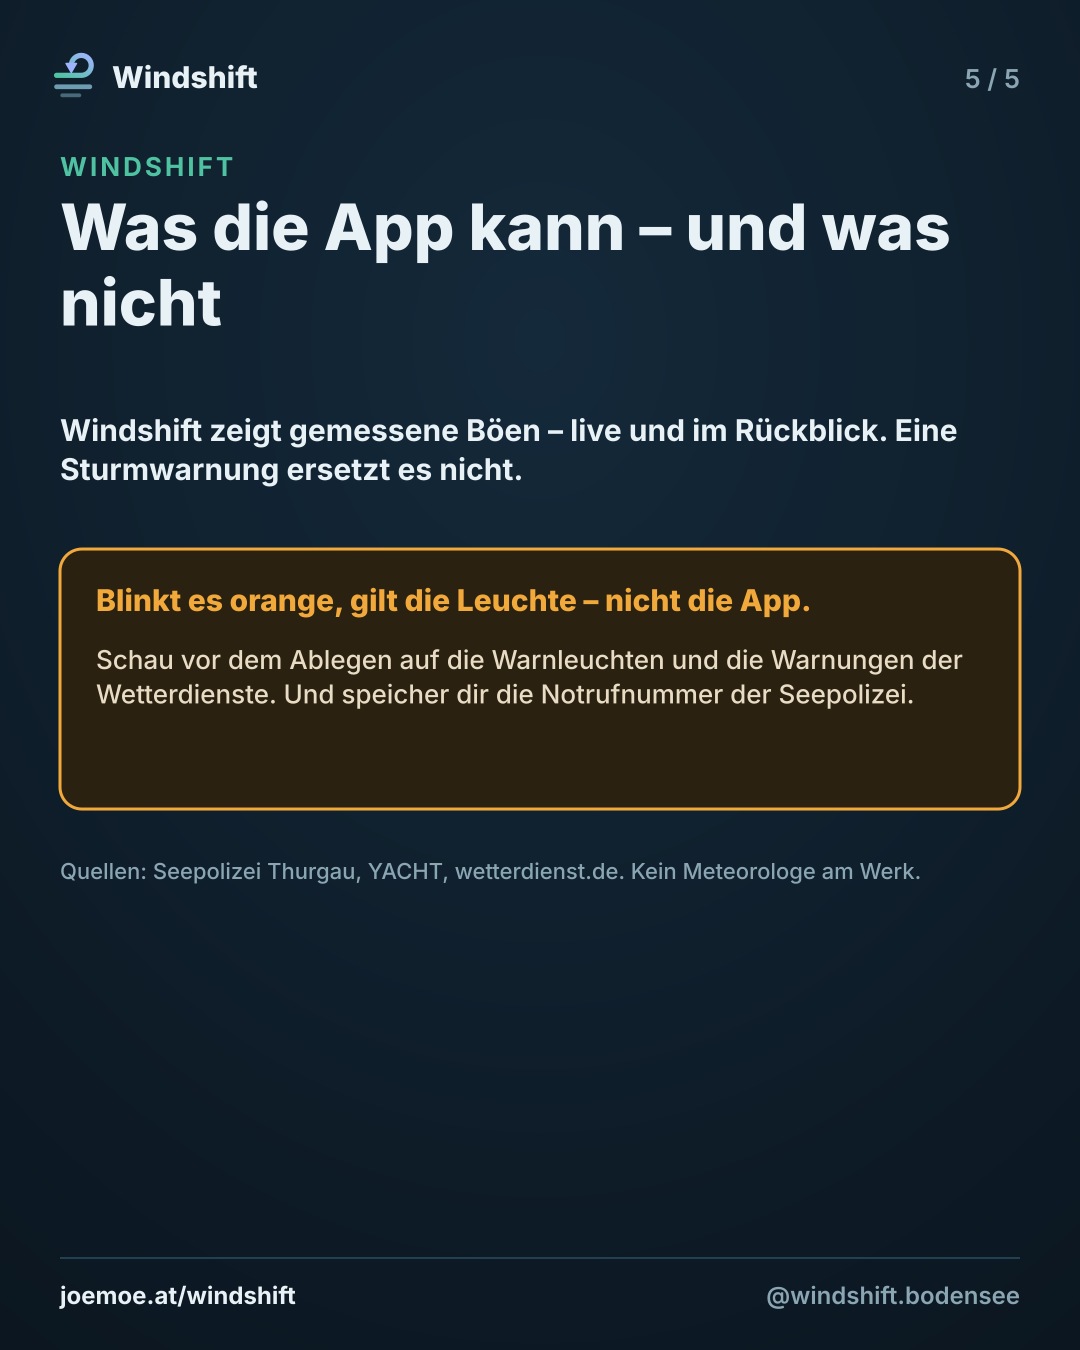 Windshift
5 / 5
WINDSHIFT
Was die App kann – und was
nicht
Windshift zeigt gemessene Böen – live und im Rückblick. Eine
Sturmwarnung ersetzt es nicht.
Blinkt es orange, gilt die Leuchte – nicht die App.
Schau vor dem Ablegen auf die Warnleuchten und die Warnungen der
Wetterdienste. Und speicher dir die Notrufnummer der Seepolizei.
Quellen: Seepolizei Thurgau, YACHT, wetterdienst.de. Kein Meteorologe am Werk.
joemoe.at/windshift
@windshift.bodensee